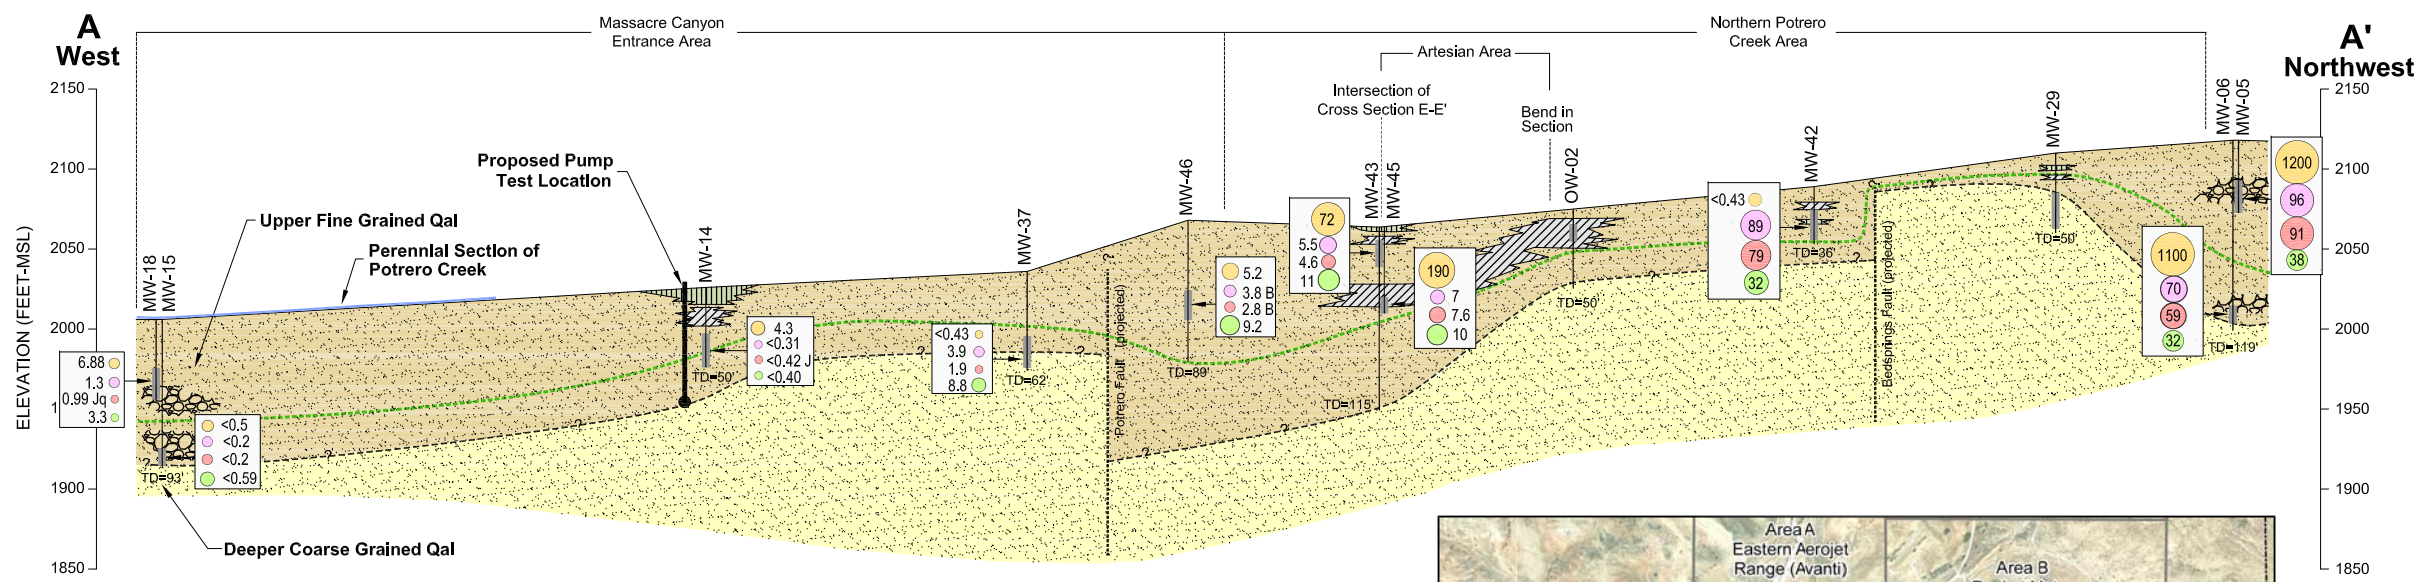 A
West
Massacre Canyon
Entrance Area
Northern Potrero
Creek Area
A'
Northwest
Artesian Area
Intersection of
Cross Section E-E'
Bend in
Section
ELEVATION (FEET-MSL)
2150
2100
2050
2000
1900
1850
2150
2100
2050
2000
1950
1900
1850
Proposed Pump
Test Location
Upper Fine Grained Qal
Perennial Section of
Potrero Creek
Deeper Coarse Grained Qal
MW-18
MW-15
MW-14
MW-37
MW-46
MW-43
MW-45
OW-02
MW-42
MW-29
MW-06
MW-05
6.88
1.3
0.99 Jq
3.3
<0.5
<0.2
<0.2
<0.59
TD=93'
4.3
<0.31
<0.42 J
<0.40
TD=50'
<0.43
3.9
1.9
8.8
TD=62'
Potrero Fault (projected)
5.2
3.8 B
2.8 B
9.2
TD=89'
72
5.5
4.6
11
190
7
7.6
10
TD=115'
TD=50'
<0.43
89
79
32
TD=36'
Bedsprings Fault (projected)
TD=50'
1100
70
59
32
TD=119'
1200
96
91
38
? ? ? ? ? ? ? ? ? ? ? ? ?
Area A
Eastern Aerojet
Range (Avanti)
Area B